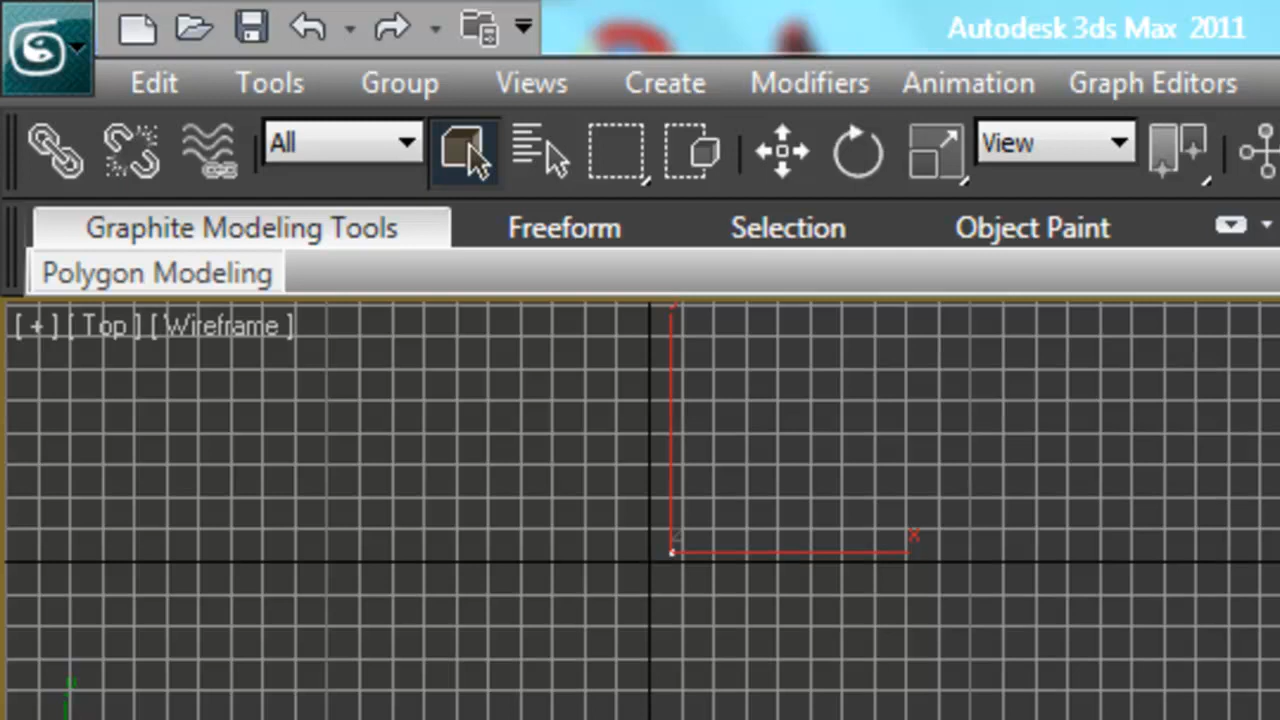 Autodesk 3ds Max 2011
Edit Tools Group Views Create Modifiers Animation Graph Editors
All View
Graphite Modeling Tools Freeform Selection Object Paint
Polygon Modeling
[ + ] [ Top ] [ Wireframe ]
x